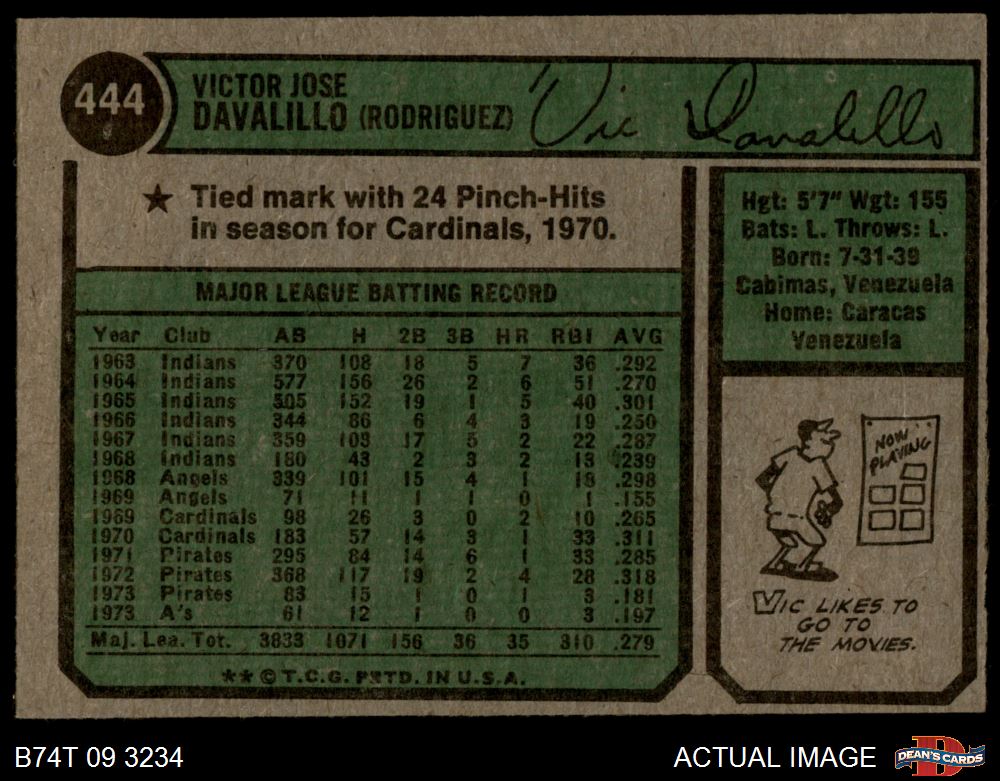 444
VICTOR JOSE
DAVALILLO (RODRIGUEZ)
Vic Davalillo
★ Tied mark with 24 Pinch-Hits
in season for Cardinals, 1970.
MAJOR LEAGUE BATTING RECORD
Year Club AB H 2B 3B HR RBI AVG
1963 Indians 370 108 18 5 7 36 .292
1964 Indians 577 156 26 2 6 51 .270
1965 Indians 505 152 19 1 5 40 .301
1966 Indians 344 86 6 4 3 19 .250
1967 Indians 359 103 17 5 2 22 .287
1968 Indians 180 43 2 3 2 13 .239
1968 Angels 339 101 15 4 1 18 .298
1969 Angels 71 11 1 1 0 1 .155
1969 Cardinals 98 26 3 0 2 10 .265
1970 Cardinals 183 57 14 3 1 33 .311
1971 Pirates 295 84 14 6 1 33 .285
1972 Pirates 368 117 19 2 4 28 .318
1973 Pirates 83 15 1 0 1 3 .181
1973 A's 61 12 1 0 0 3 .197
Maj. Lea. Tot. 3833 1071 156 36 35 310 .279
**©T.C.G. PRTD. IN U.S.A.
Hgt: 5'7" Wgt: 155
Bats: L. Throws: L.
Born: 7-31-39
Cabimas, Venezuela
Home: Caracas
Venezuela
NOW
PLAYING
VIC LIKES TO
GO TO
THE MOVIES.
B74T 09 3234
ACTUAL IMAGE
D
DEAN'S CARDS